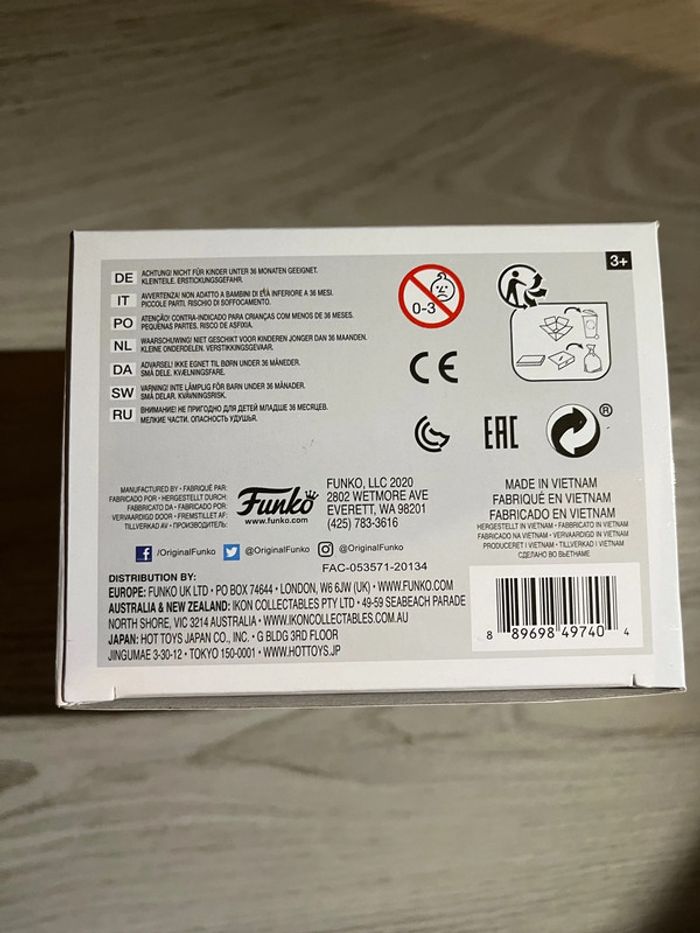 3+
DE ACHTUNG! NICHT FÜR KINDER UNTER 36 MONATEN GEEIGNET.
KLEINTEILE. ERSTICKUNGSGEFAHR.
IT AVVERTENZA! NON ADATTO A BAMBINI DI ETÀ INFERIORE A 36 MESI.
PICCOLE PARTI. RISCHIO DI SOFFOCAMENTO.
PO ATENÇÃO! CONTRA-INDICADO PARA CRIANÇAS COM MENOS DE 36 MESES.
PEQUENAS PARTES. RISCO DE ASFIXIA.
NL WAARSCHUWING! NIET GESCHIKT VOOR KINDEREN JONGER DAN 36 MAANDEN.
KLEINE ONDERDELEN. VERSTIKKINGSGEVAAR.
DA ADVARSEL! IKKE EGNET TIL BØRN UNDER 36 MÅNEDER.
SMÅ DELE. KVÆLNINGSFARE.
SW VARNING! INTE LÄMPLIG FÖR BARN UNDER 36 MÅNADER.
SMÅ DELAR. KVÄVNINGSRISK.
RU ВНИМАНИЕ! НЕ ПРИГОДНО ДЛЯ ДЕТЕЙ МЛАДШЕ 36 МЕСЯЦЕВ.
МЕЛКИЕ ЧАСТИ. ОПАСНОСТЬ УДУШЬЯ.
0-3
CE
EAC
®
MANUFACTURED BY • FABRIQUÉ PAR:
FABRICADO POR • HERGESTELLT DURCH:
FABBRICATO DA • FABRICADO POR:
VERVAARDIGD DOOR • FREMSTILLET AF:
TILLVERKAD AV • ПРОИЗВОДИТЕЛЬ:
Funko
www.funko.com
FUNKO, LLC 2020
2802 WETMORE AVE
EVERETT, WA 98201
(425) 783-3616
MADE IN VIETNAM
FABRIQUÉ EN VIETNAM
FABRICADO EN VIETNAM
HERGESTELLT IN VIETNAM • FABBRICATO IN VIETNAM
FABRICADO NA VIETNAM • VERVAARDIGD IN VIETNAM
PRODUCERET I VIETNAM • TILLVERKAD I VIETNAM
СДЕЛАНО ВО ВЬЕТНАМЕ
/OriginalFunko @OriginalFunko @OriginalFunko
FAC-053571-20134
DISTRIBUTION BY:
EUROPE: FUNKO UK LTD • PO BOX 74644 • LONDON, W6 6JW (UK) • WWW.FUNKO.COM
AUSTRALIA & NEW ZEALAND: IKON COLLECTABLES PTY LTD • 49-59 SEABEACH PARADE
NORTH SHORE, VIC 3214 AUSTRALIA • WWW.IKONCOLLECTABLES.COM.AU
JAPAN: HOT TOYS JAPAN CO., INC. • G BLDG 3RD FLOOR
JINGUMAE 3-30-12 • TOKYO 150-0001 • WWW.HOTTOYS.JP
8 89698 49740 4